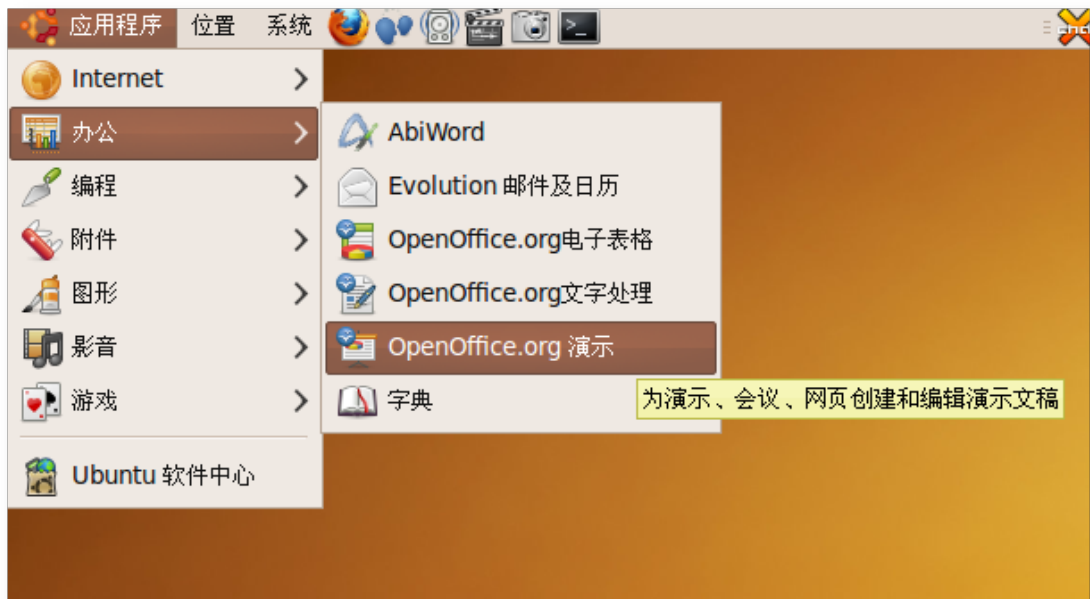 应用程序 位置 系统
Internet
办公
编程
附件
图形
影音
游戏
Ubuntu 软件中心
AbiWord
Evolution 邮件及日历
OpenOffice.org电子表格
OpenOffice.org文字处理
OpenOffice.org 演示
字典
为演示、会议、网页创建和编辑演示文稿